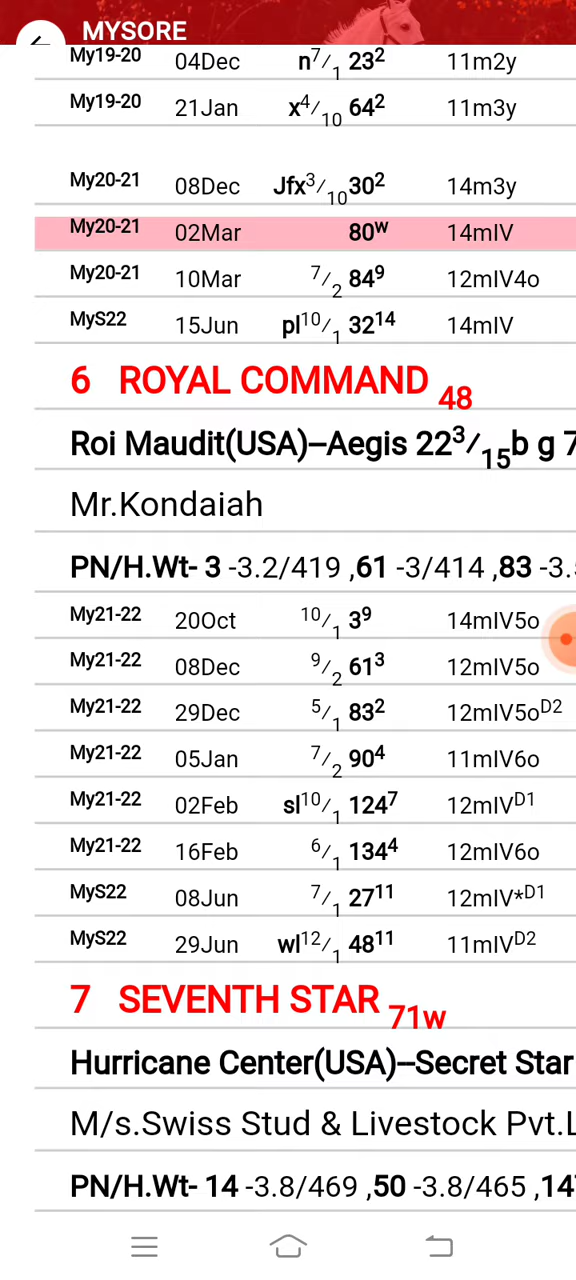 MYSORE
My19-20 04Dec n7/1 23² 11m2y
My19-20 21Jan x4/10 64² 11m3y
My20-21 08Dec Jfx3/10 30² 14m3y
My20-21 02Mar 80ʷ 14mIV
My20-21 10Mar 7/2 84⁹ 12mIV4o
MyS22 15Jun pl10/1 32¹⁴ 14mIV
6 ROYAL COMMAND 48
Roi Maudit(USA)–Aegis 22 3/15 b g 7
Mr.Kondaiah
PN/H.Wt- 3 -3.2/419 ,61 -3/414 ,83 -3.
My21-22 20Oct 10/1 3⁹ 14mIV5o
My21-22 08Dec 9/2 61³ 12mIV5o
My21-22 29Dec 5/1 83² 12mIV5oD2
My21-22 05Jan 7/2 90⁴ 11mIV6o
My21-22 02Feb sl10/1 124⁷ 12mIVD1
My21-22 16Feb 6/1 134⁴ 12mIV6o
MyS22 08Jun 7/1 27¹¹ 12mIV*D1
MyS22 29Jun wl12/1 48¹¹ 11mIVD2
7 SEVENTH STAR 71w
Hurricane Center(USA)–Secret Star
M/s.Swiss Stud & Livestock Pvt.L
PN/H.Wt- 14 -3.8/469 ,50 -3.8/465 ,14